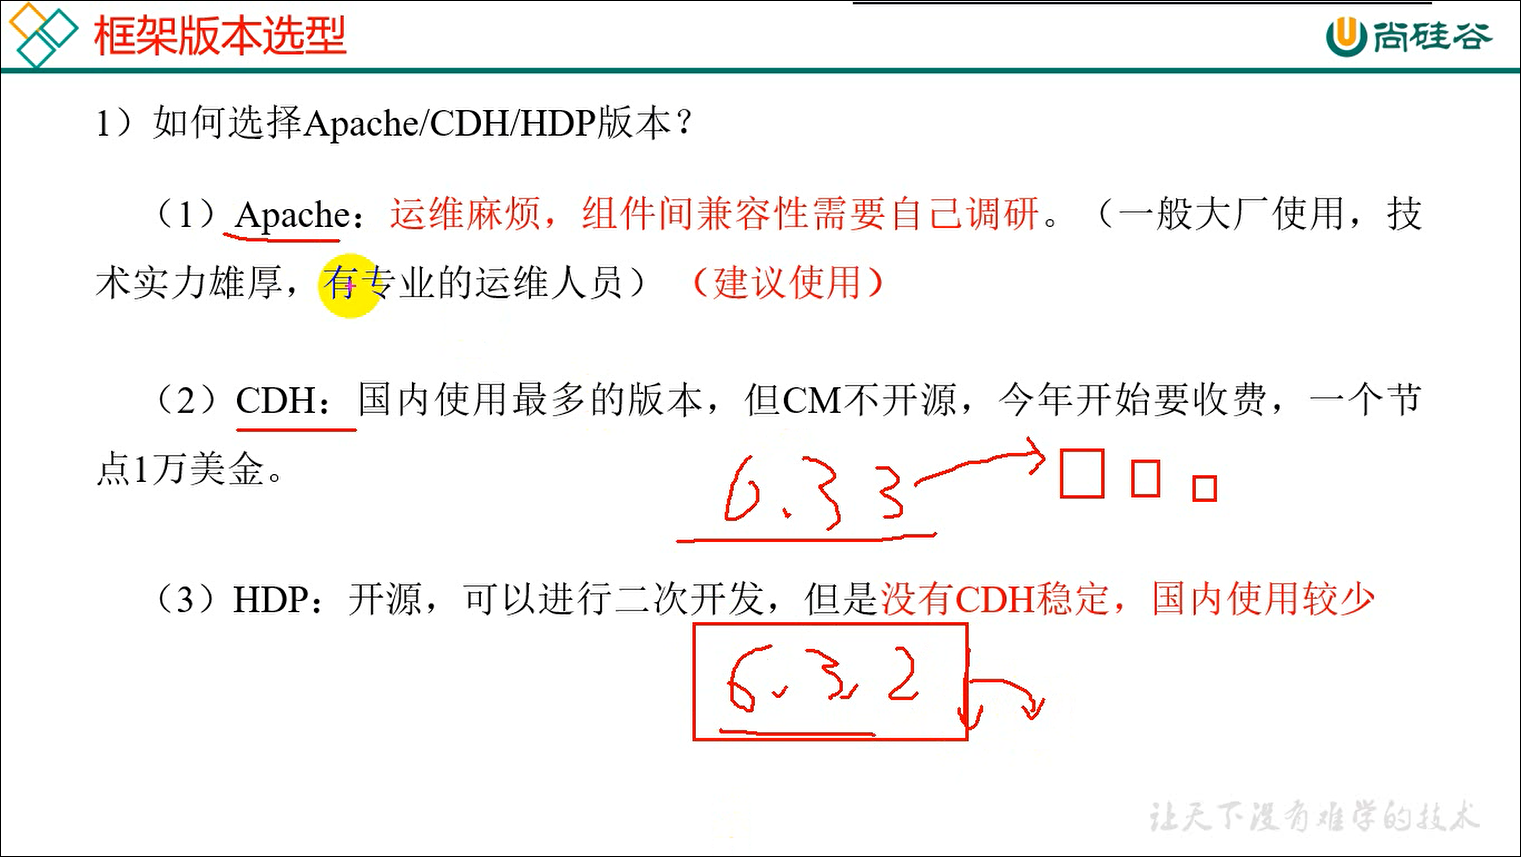 框架版本选型
尚硅谷
1）如何选择Apache/CDH/HDP版本？
（1）Apache：运维麻烦，组件间兼容性需要自己调研。（一般大厂使用，技
术实力雄厚，有专业的运维人员）（建议使用）
（2）CDH：国内使用最多的版本，但CM不开源，今年开始要收费，一个节
点1万美金。
6.33
（3）HDP：开源，可以进行二次开发，但是没有CDH稳定，国内使用较少
6.3.2
让天下没有难学的技术